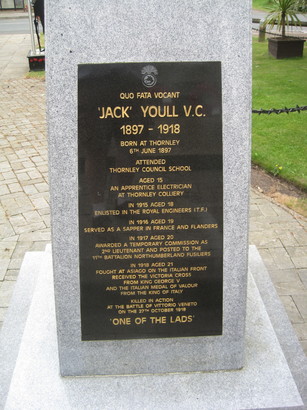 QUO FATA VOCANT
'JACK' YOULL V.C.
1897 - 1918
BORN AT THORNLEY
6TH JUNE 1897
ATTENDED
THORNLEY COUNCIL SCHOOL
AGED 15
AN APPRENTICE ELECTRICIAN
AT THORNLEY COLLIERY
IN 1915 AGED 18
ENLISTED IN THE ROYAL ENGINEERS (T.F.)
IN 1916 AGED 19
SERVED AS A SAPPER IN FRANCE AND FLANDERS
IN 1917 AGED 20
AWARDED A TEMPORARY COMMISSION AS
2ND LIEUTENANT AND POSTED TO THE
11TH BATTALION NORTHUMBERLAND FUSILIERS
IN 1918 AGED 21
FOUGHT AT ASIAGO ON THE ITALIAN FRONT
RECEIVED THE VICTORIA CROSS
FROM KING GEORGE V
AND THE ITALIAN MEDAL OF VALOUR
FROM THE KING OF ITALY
KILLED IN ACTION
AT THE BATTLE OF VITTORIO VENETO
ON THE 27TH OCTOBER 1918
'ONE OF THE LADS'